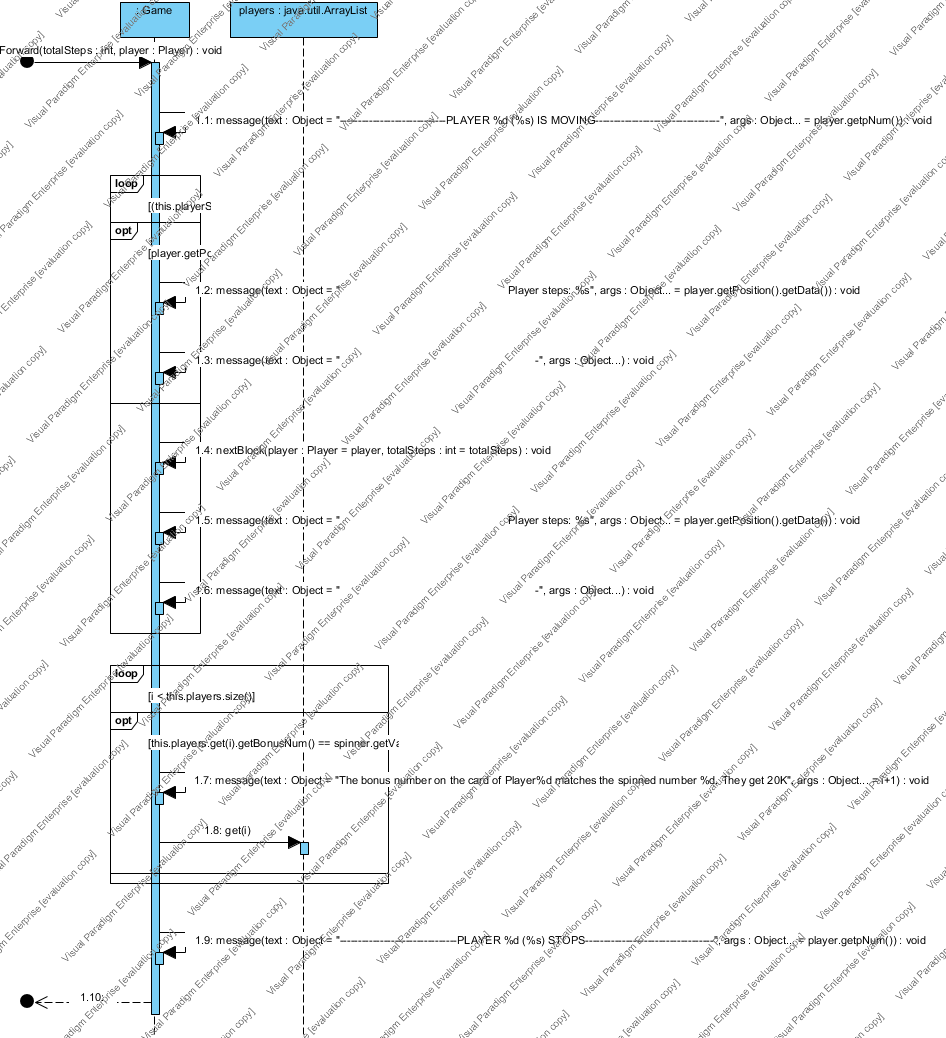 : Game
players : java.util.ArrayList
Forward(totalSteps : int, player : Player) : void
1.1: message(text : Object = "------------------------------PLAYER %d (%s) IS MOVING------------------------------------", args : Object... = player.getpNum()) : void
loop
[(this.playerS
opt
[player.getPc
1.2: message(text : Object = " Player steps: %s", args : Object... = player.getPosition().getData()) : void
1.3: message(text : Object = " -", args : Object...) : void
1.4: nextBlock(player : Player = player, totalSteps : int = totalSteps) : void
1.5: message(text : Object = " Player steps: %s", args : Object... = player.getPosition().getData()) : void
1.6: message(text : Object = " -", args : Object...) : void
loop
[i < this.players.size()]
opt
[this.players.get(i).getBonusNum() == spinner.getVa
1.7: message(text : Object = "The bonus number on the card of Player%d matches the spinned number %d. They get 20K", args : Object... = i+1) : void
1.8: get(i)
1.9: message(text : Object = "---------------------------------PLAYER %d (%s) STOPS-------------------------------------", args : Object... = player.getpNum()) : void
1.10:
Visual Paradigm Enterprise [evaluation copy]